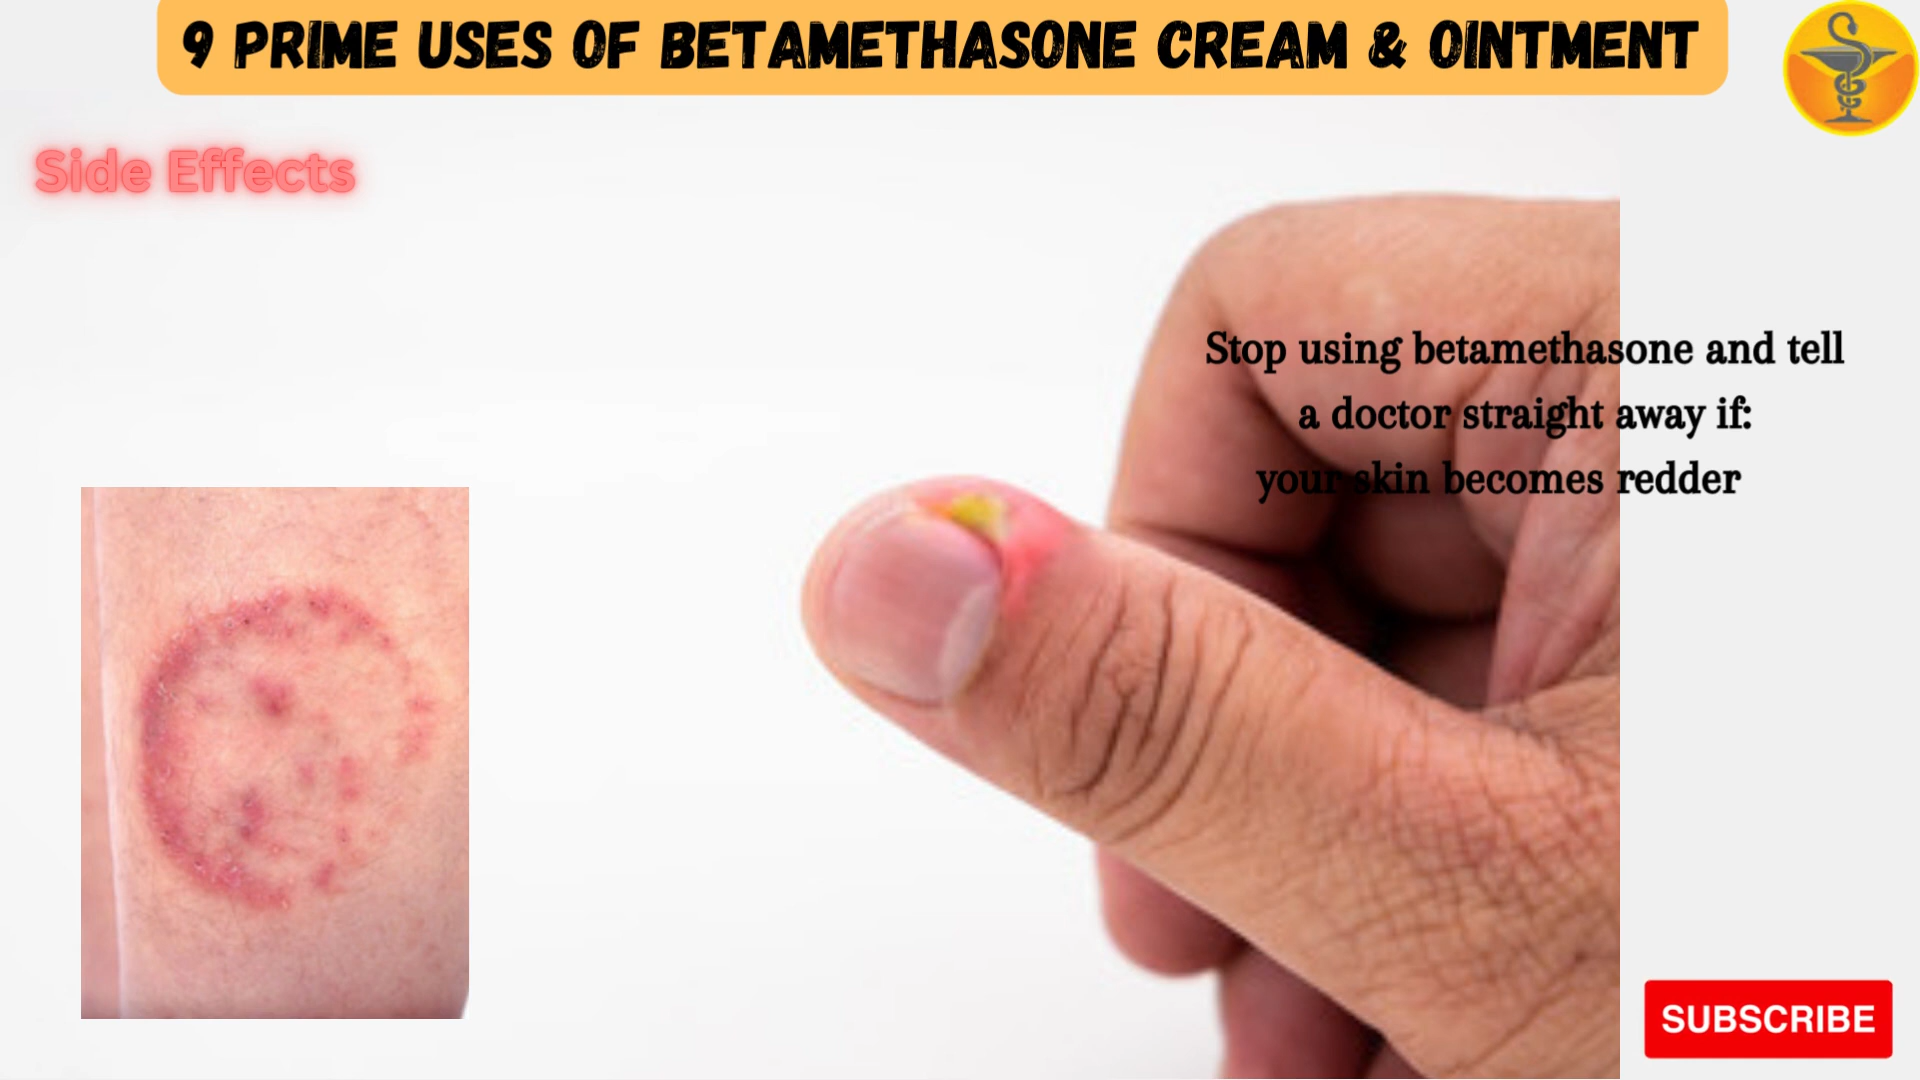 9 PRIME USES OF BETAMETHASONE CREAM & OINTMENT
Side Effects
Stop using betamethasone and tell
a doctor straight away if:
your skin becomes redder
SUBSCRIBE